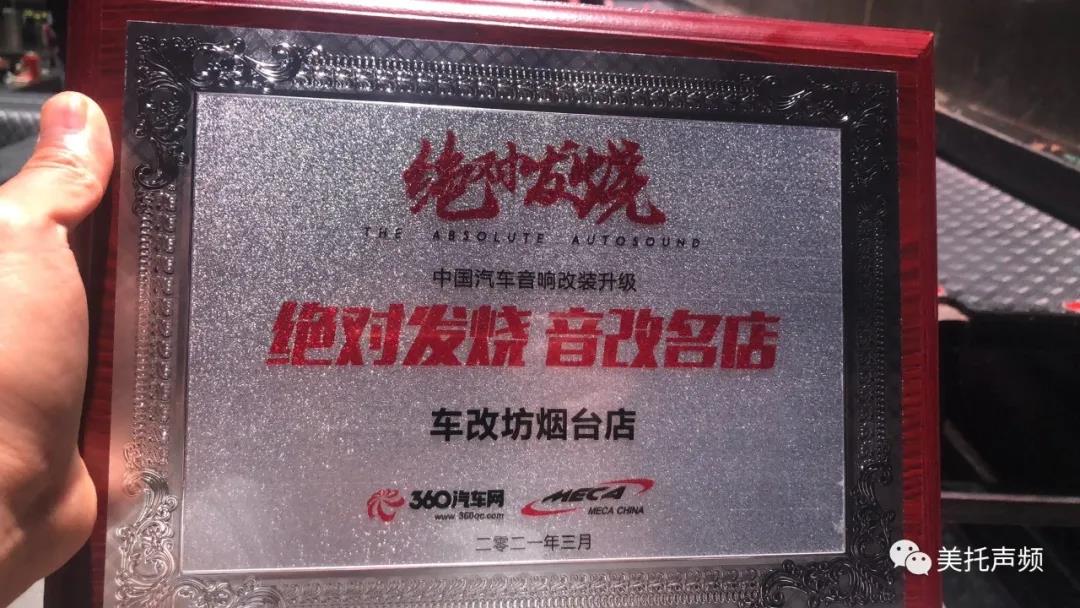 绝对发烧
THE ABSOLUTE AUTOSOUND
中国汽车音响改装升级
绝对发烧 音改名店
车改坊烟台店
360汽车网
www.360qc.com
MECA
MECA CHINA
二零二一年三月
美托声频